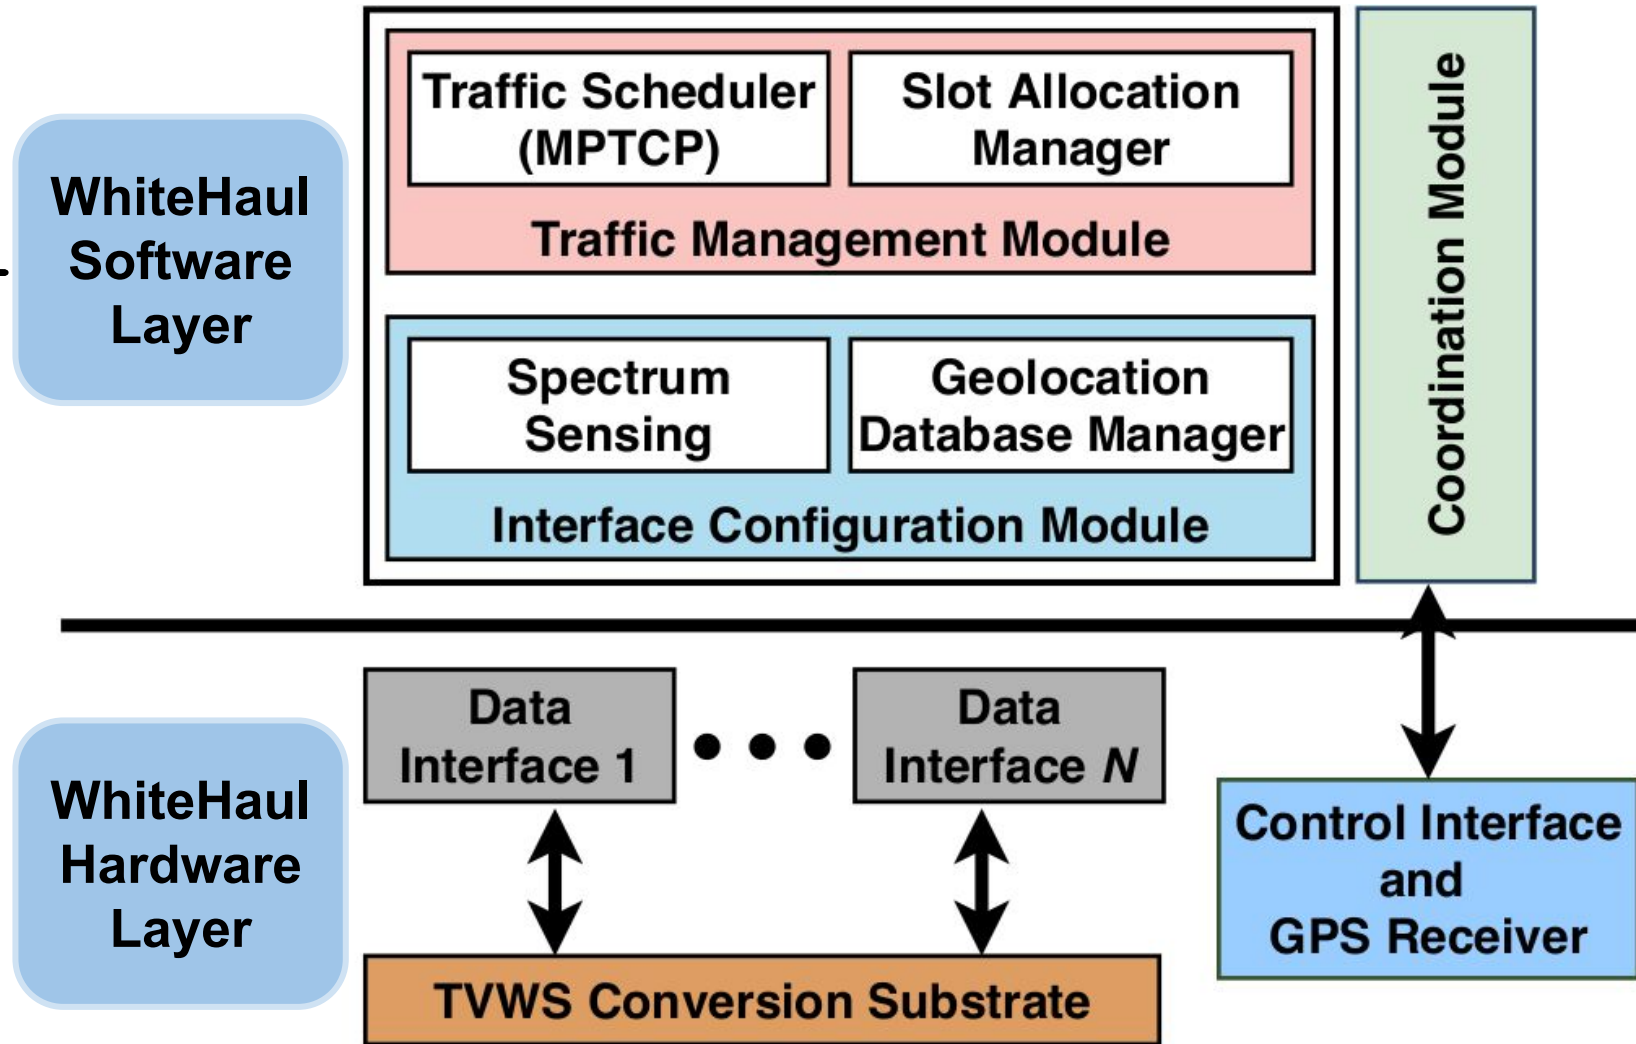 WhiteHaul
Software
Layer
Traffic Scheduler
(MPTCP)
Slot Allocation
Manager
Traffic Management Module
Spectrum
Sensing
Geolocation
Database Manager
Interface Configuration Module
Coordination Module
WhiteHaul
Hardware
Layer
Data
Interface 1
Data
Interface N
TVWS Conversion Substrate
Control Interface
and
GPS Receiver